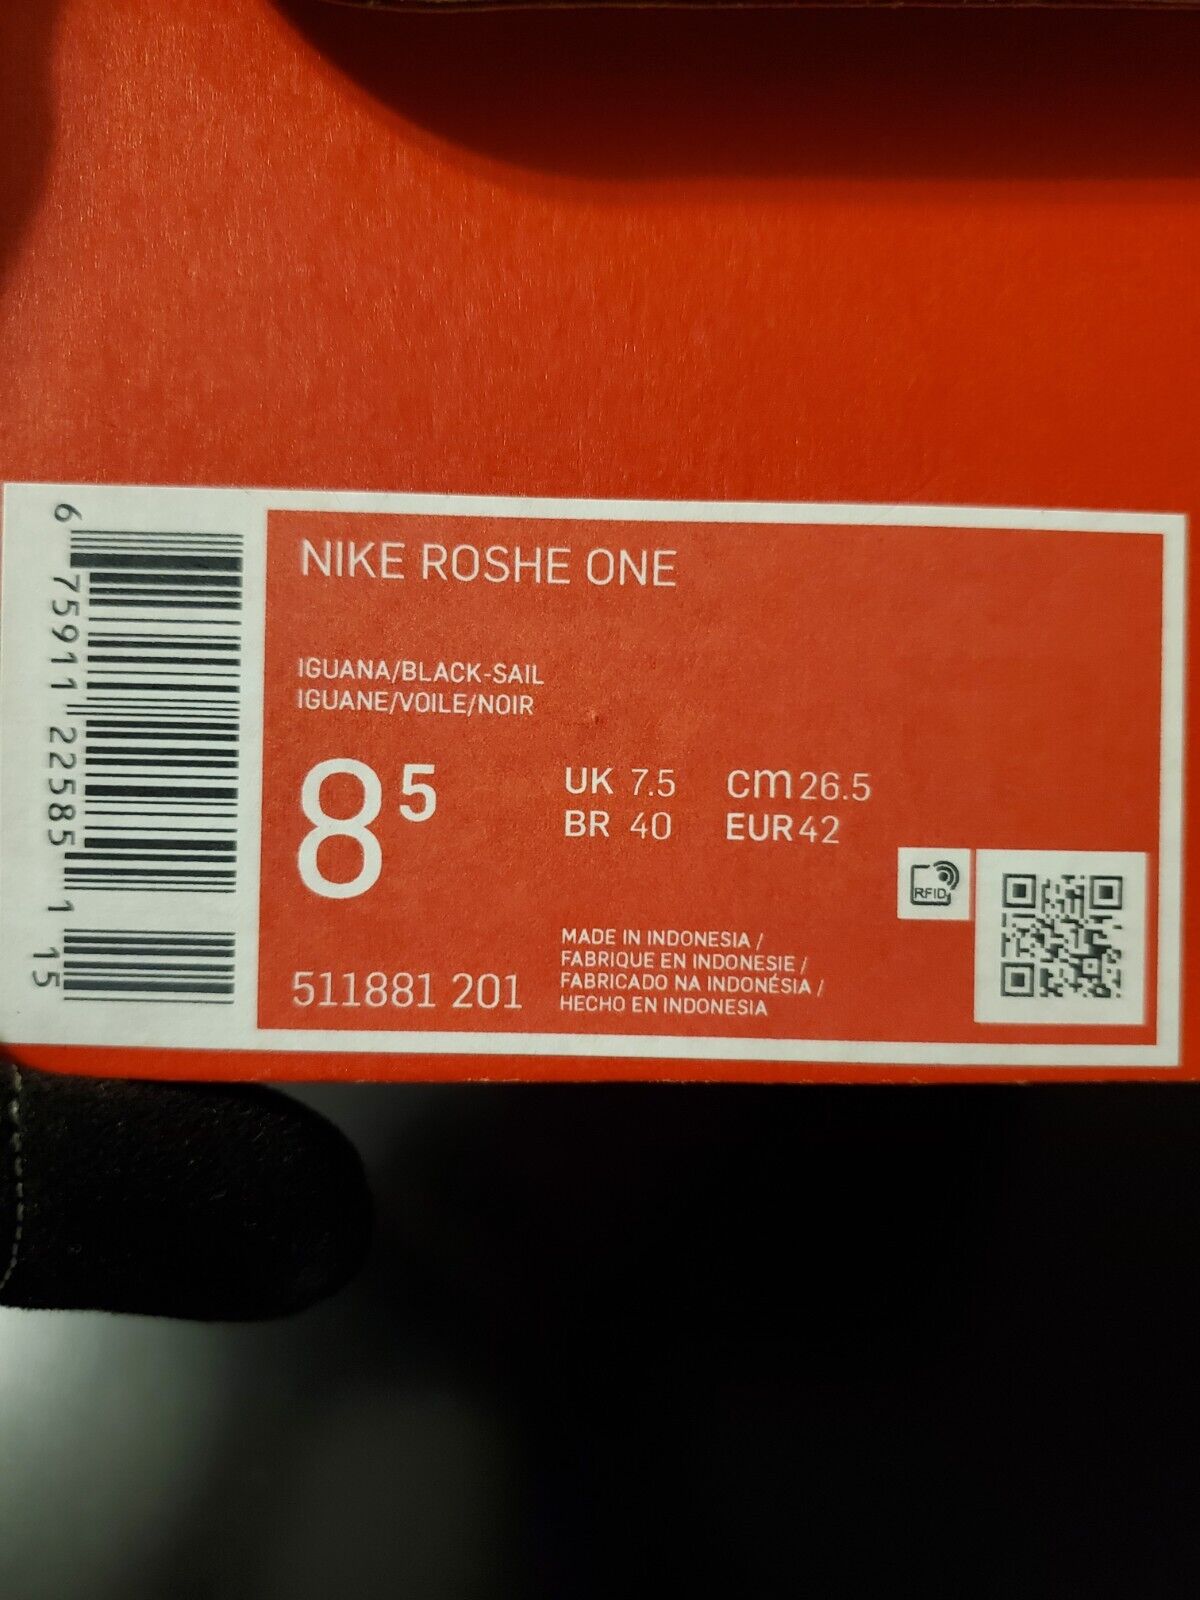 NIKE ROSHE ONE
IGUANA/BLACK-SAIL
IGUANE/VOILE/NOIR
8 5
UK 7.5 cm 26.5
BR 40 EUR 42
RFID
511881 201
MADE IN INDONESIA /
FABRIQUE EN INDONESIE /
FABRICADO NA INDONÉSIA /
HECHO EN INDONESIA
6 75911 22585 1 15